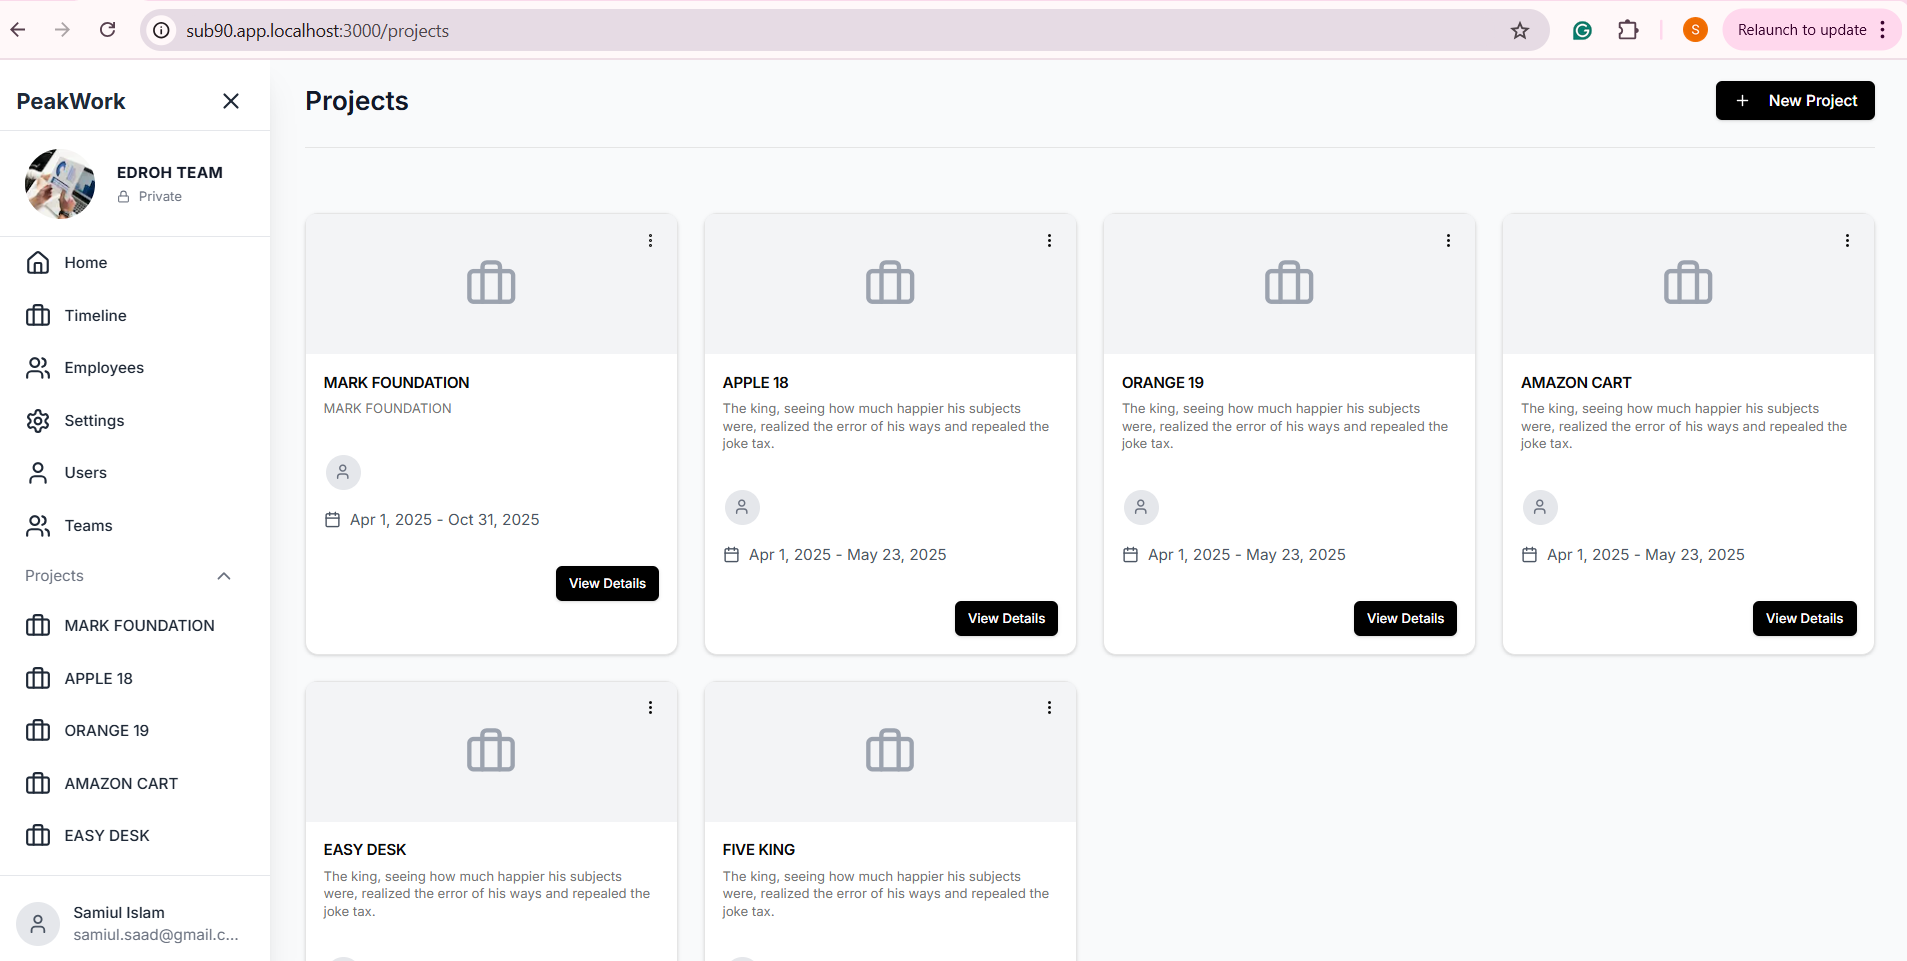 sub90.app.localhost:3000/projects
S
Relaunch to update
PeakWork
EDROH TEAM
Private
Home
Timeline
Employees
Settings
Users
Teams
Projects
MARK FOUNDATION
APPLE 18
ORANGE 19
AMAZON CART
EASY DESK
Samiul Islam
samiul.saad@gmail.c...
Projects
New Project
MARK FOUNDATION
MARK FOUNDATION
Apr 1, 2025 - Oct 31, 2025
View Details
APPLE 18
The king, seeing how much happier his subjects
were, realized the error of his ways and repealed the
joke tax.
Apr 1, 2025 - May 23, 2025
View Details
ORANGE 19
The king, seeing how much happier his subjects
were, realized the error of his ways and repealed the
joke tax.
Apr 1, 2025 - May 23, 2025
View Details
AMAZON CART
The king, seeing how much happier his subjects
were, realized the error of his ways and repealed the
joke tax.
Apr 1, 2025 - May 23, 2025
View Details
EASY DESK
The king, seeing how much happier his subjects
were, realized the error of his ways and repealed the
joke tax.
FIVE KING
The king, seeing how much happier his subjects
were, realized the error of his ways and repealed the
joke tax.